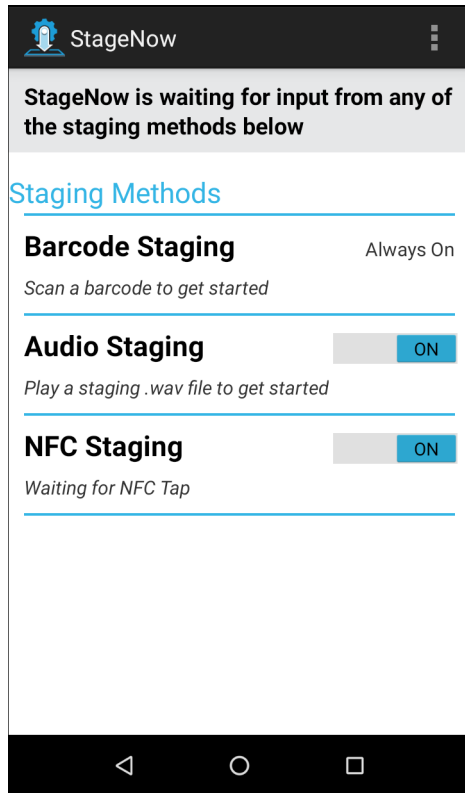 StageNow
StageNow is waiting for input from any of
the staging methods below
Staging Methods
Barcode Staging
Always On
Scan a barcode to get started
Audio Staging
ON
Play a staging .wav file to get started
NFC Staging
ON
Waiting for NFC Tap